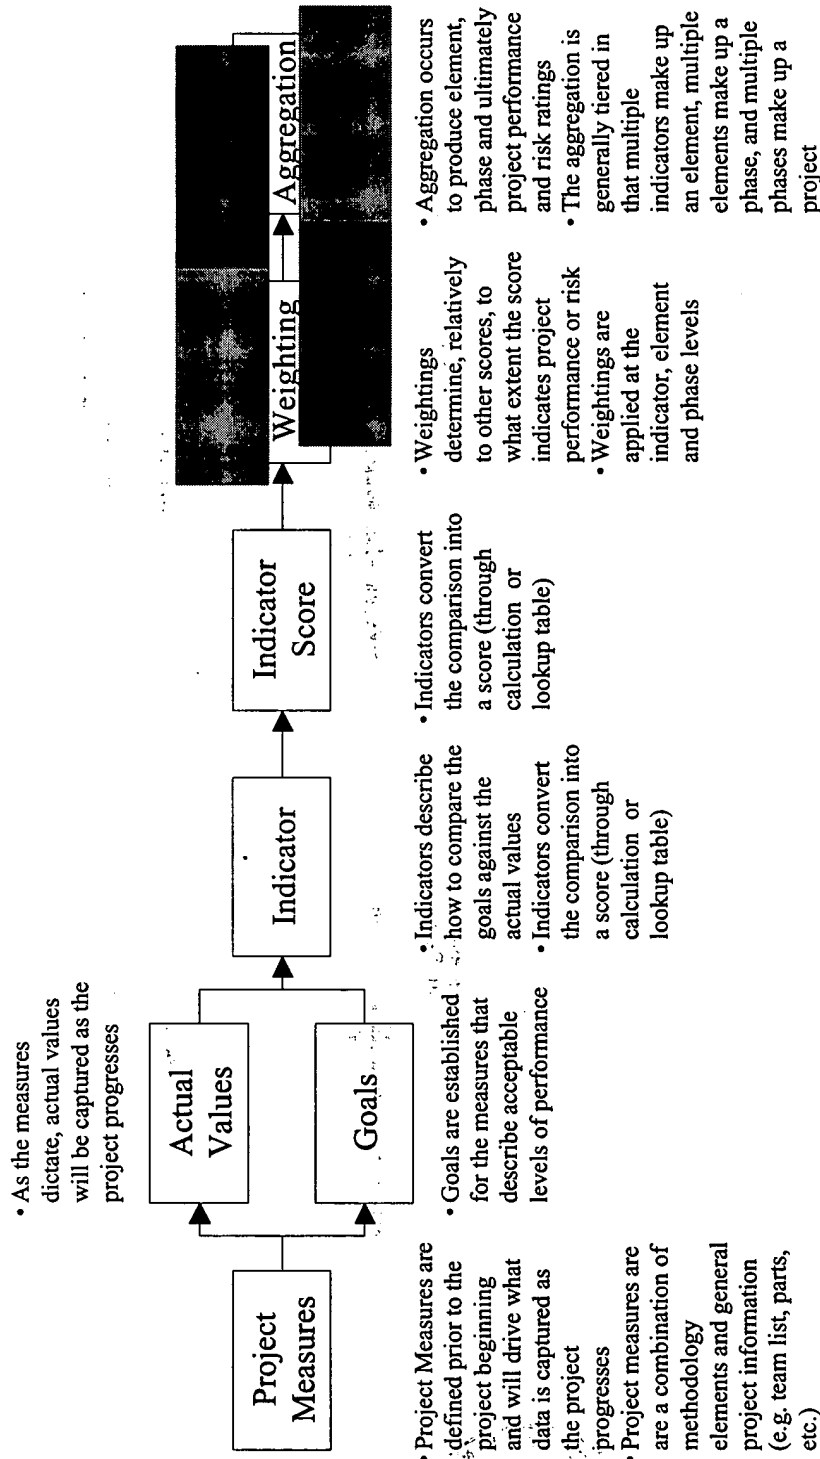 • As the measures
dictate, actual values
will be captured as the
project progresses
Project
Measures
Actual
Values
Goals
Indicator
Indicator
Score
Weighting
Aggregation
• Project Measures are
defined prior to the
project beginning
and will drive what
data is captured as
the project
progresses
• Project measures are
are a combination of
methodology
elements and general
project information
(e.g. team list, parts,
etc.)
• Goals are established
for the measures that
describe acceptable
levels of performance
• Indicators describe
how to compare the
goals against the
actual values
• Indicators convert
the comparison into
a score (through
calculation or
lookup table)
• Indicators convert
the comparison into
a score (through
calculation or
lookup table)
• Weightings
determine, relatively
to other scores, to
what extent the score
indicates project
performance or risk
• Weightings are
applied at the
indicator, element
and phase levels
• Aggregation occurs
to produce element,
phase and ultimately
project performance
and risk ratings
• The aggregation is
generally tiered in
that multiple
indicators make up
an element, multiple
elements make up a
phase, and multiple
phases make up a
project